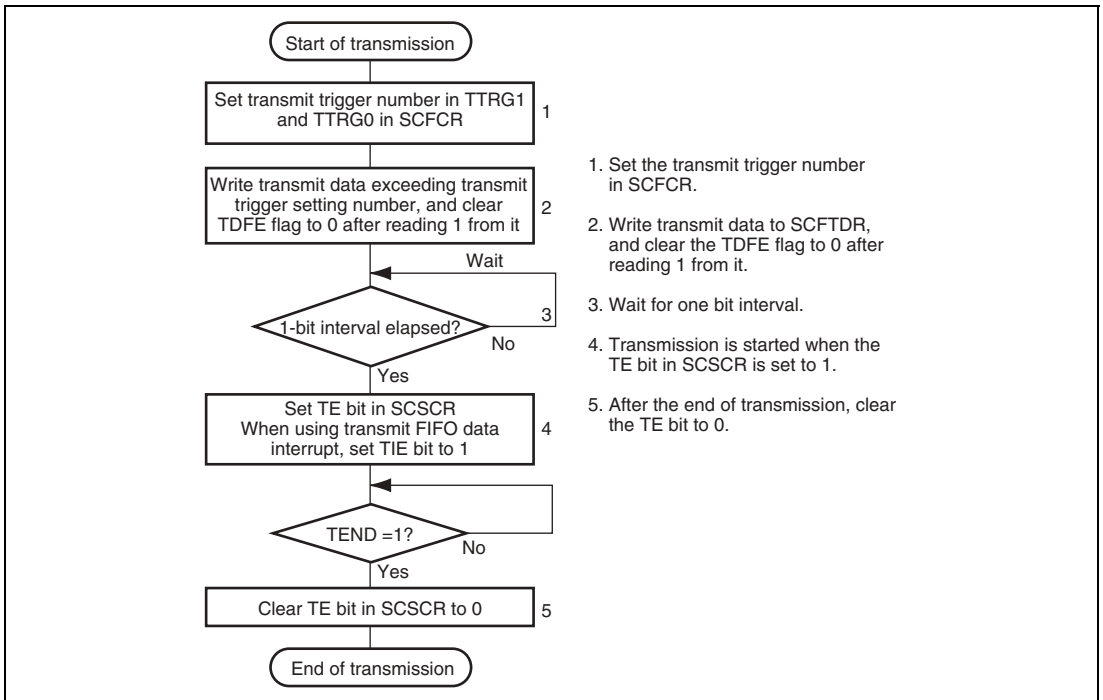 Start of transmission
Set transmit trigger number in TTRG1
and TTRG0 in SCFCR
1
Write transmit data exceeding transmit
trigger setting number, and clear
TDFE flag to 0 after reading 1 from it
2
Wait
1-bit interval elapsed?
3
No
Yes
Set TE bit in SCSCR
When using transmit FIFO data
interrupt, set TIE bit to 1
4
TEND =1?
No
Yes
Clear TE bit in SCSCR to 0
5
End of transmission
1. Set the transmit trigger number
in SCFCR.
2. Write transmit data to SCFTDR,
and clear the TDFE flag to 0 after
reading 1 from it.
3. Wait for one bit interval.
4. Transmission is started when the
TE bit in SCSCR is set to 1.
5. After the end of transmission, clear
the TE bit to 0.